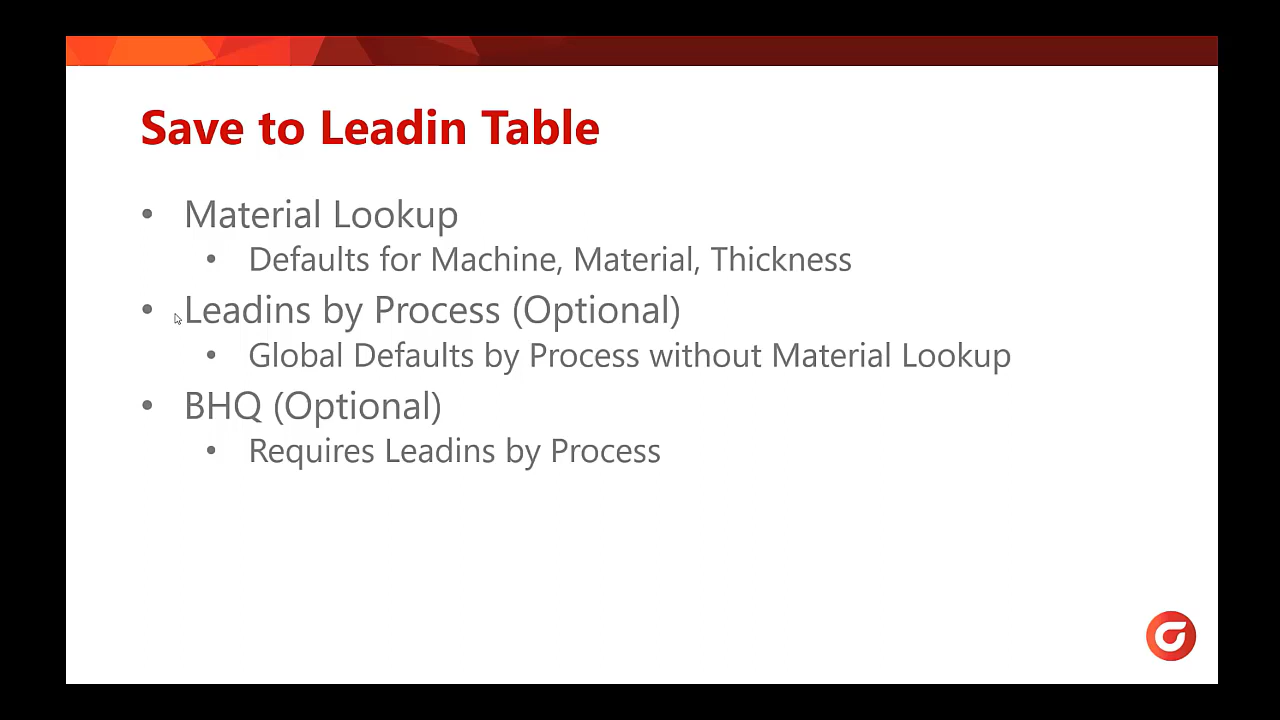 Save to Leadin Table
• Material Lookup
• Defaults for Machine, Material, Thickness
• Leadins by Process (Optional)
• Global Defaults by Process without Material Lookup
• BHQ (Optional)
• Requires Leadins by Process